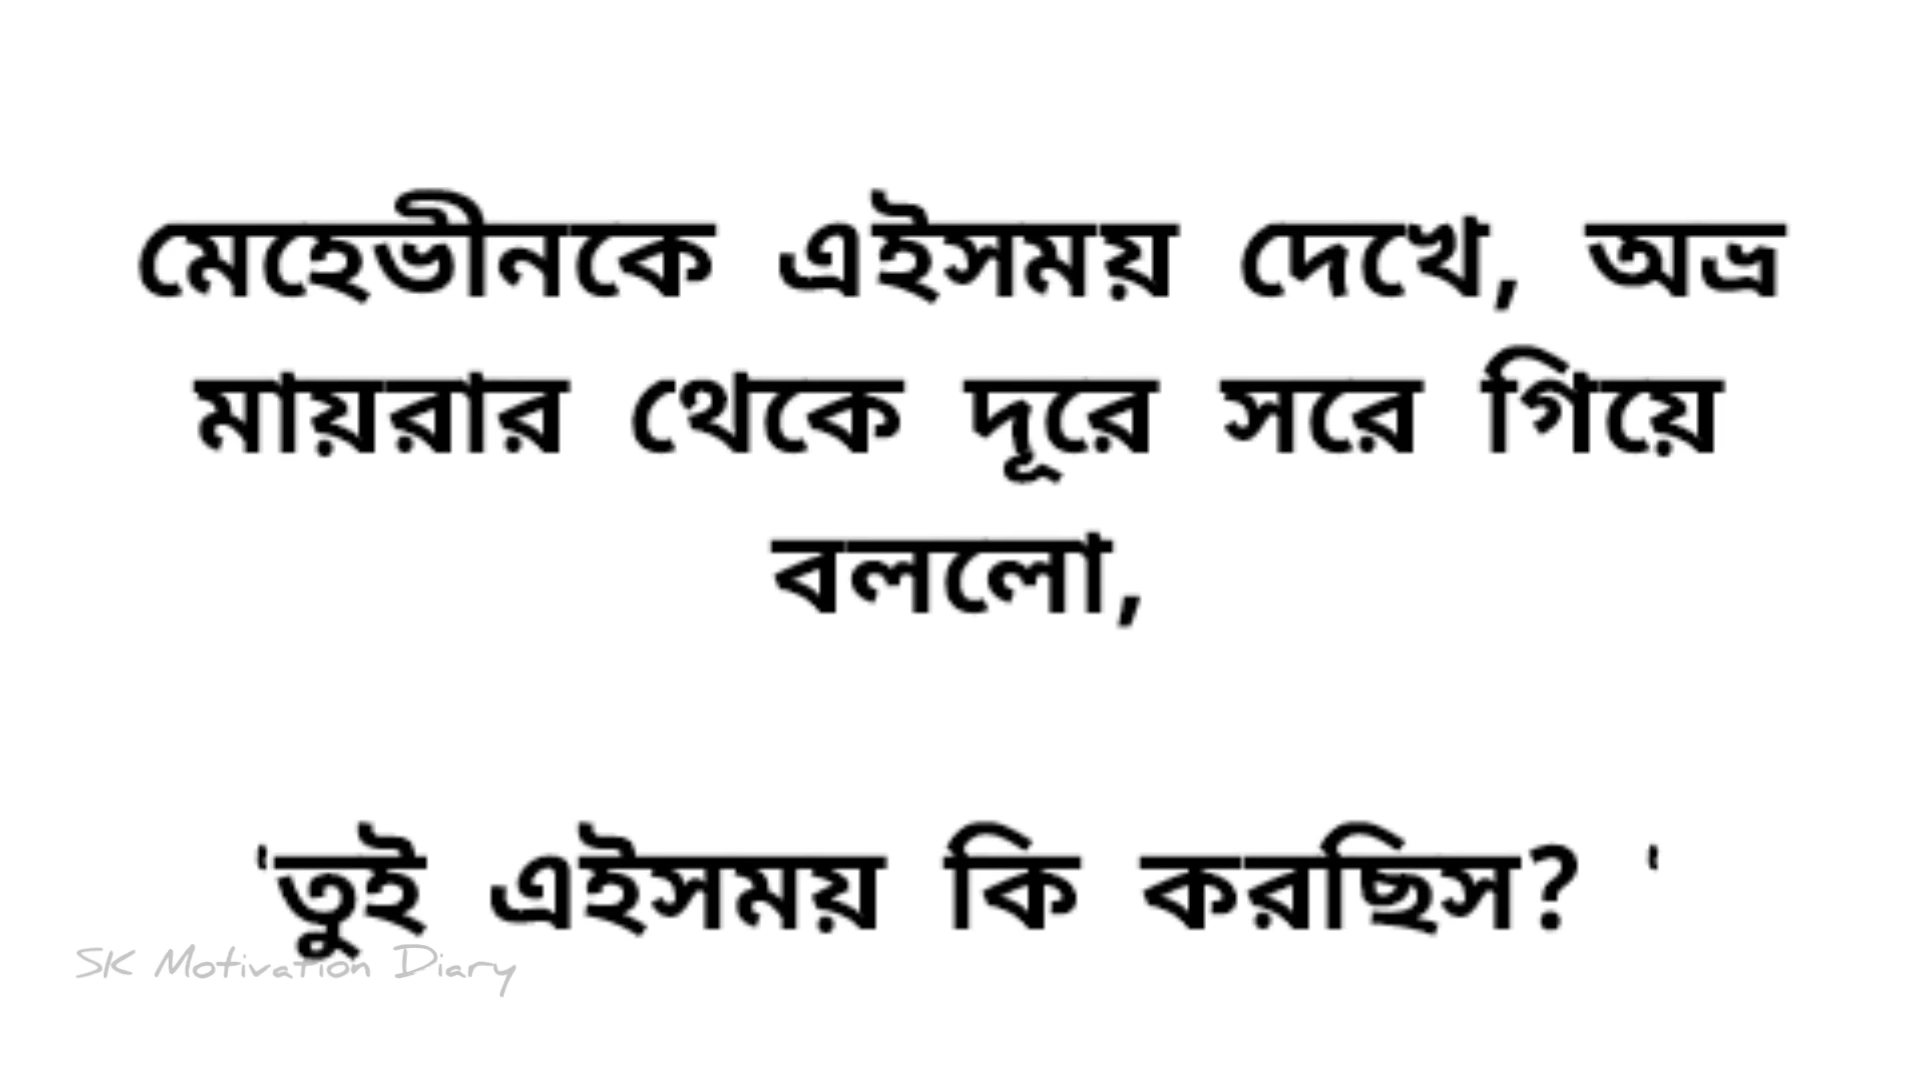 মেহেভীনকে এইসময় দেখে, অভ্র
মায়রার থেকে দূরে সরে গিয়ে
বললো,
‛তুই এইসময় কি করছিস? ‛
SK Motivation Diary